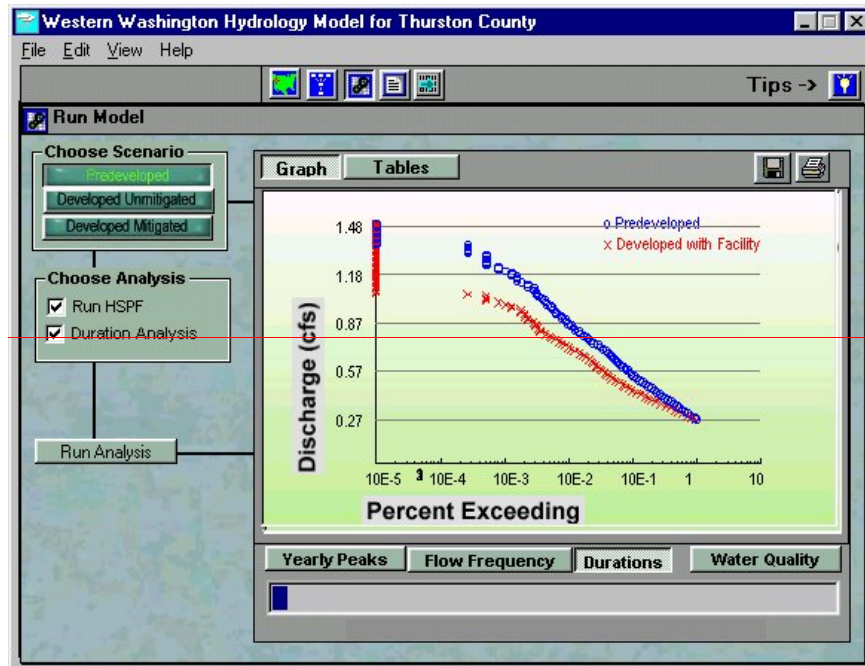 Western Washington Hydrology Model for Thurston County
File Edit View Help
Tips ->
Run Model
Choose Scenario
Predeveloped
Developed Unmitigated
Developed Mitigated
Choose Analysis
Run HSPF
Duration Analysis
Run Analysis
Graph Tables
o Predeveloped
x Developed with Facility
1.48
1.18
0.87
0.57
0.27
Discharge (cfs)
10E-5 10E-4 10E-3 10E-2 10E-1 1 10
Percent Exceeding
Yearly Peaks Flow Frequency Durations Water Quality